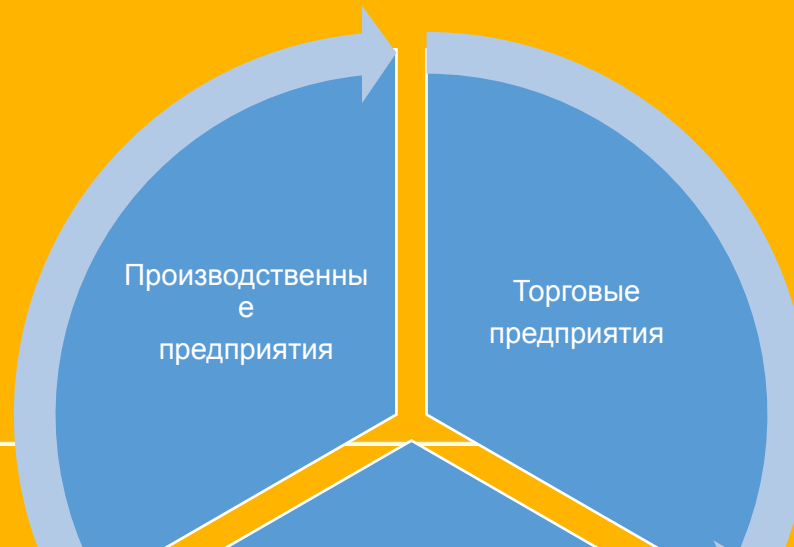 Производственны
е
предприятия
Торговые
предприятия